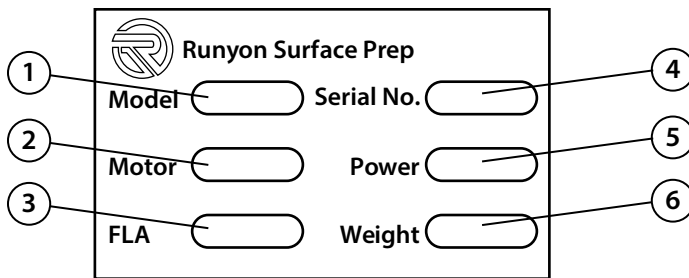 Runyon Surface Prep
1 Model Serial No. 4
2 Motor Power 5
3 FLA Weight 6